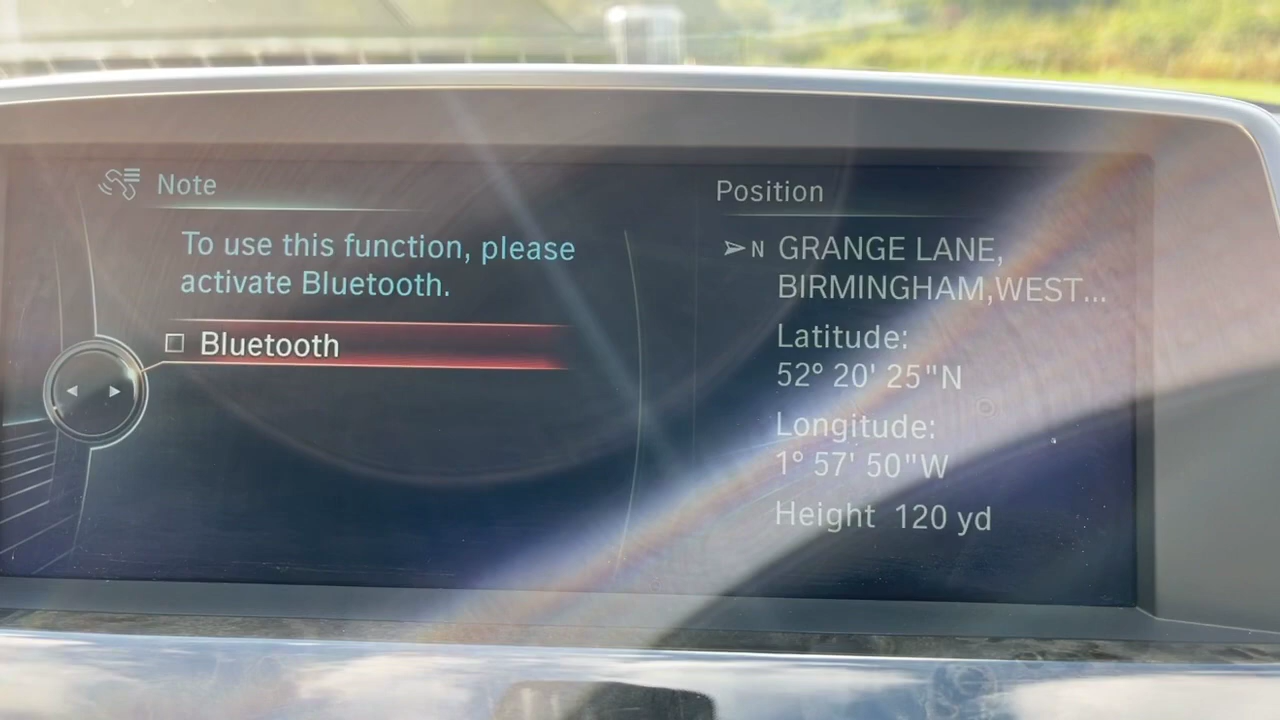 Note
To use this function, please
activate Bluetooth.
Bluetooth
Position
N GRANGE LANE,
BIRMINGHAM,WEST...
Latitude:
52° 20' 25"N
Longitude:
1° 57' 50"W
Height 120 yd